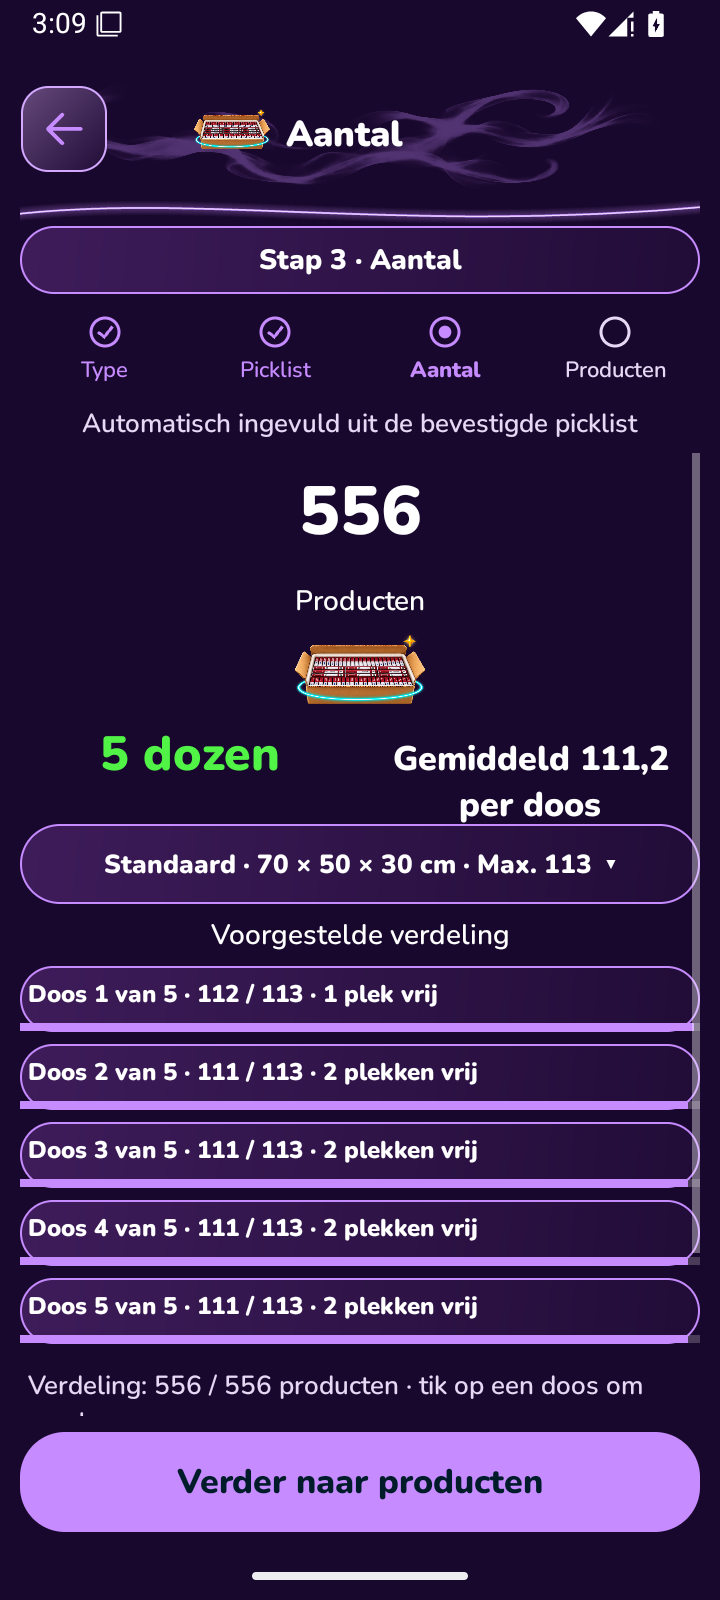 3:09
Aantal
Stap 3 · Aantal
Type
Picklist
Aantal
Producten
Automatisch ingevuld uit de bevestigde picklist
556
Producten
5 dozen
Gemiddeld 111,2
per doos
Standaard · 70 × 50 × 30 cm · Max. 113 ▼
Voorgestelde verdeling
Doos 1 van 5 · 112 / 113 · 1 plek vrij
Doos 2 van 5 · 111 / 113 · 2 plekken vrij
Doos 3 van 5 · 111 / 113 · 2 plekken vrij
Doos 4 van 5 · 111 / 113 · 2 plekken vrij
Doos 5 van 5 · 111 / 113 · 2 plekken vrij
Verdeling: 556 / 556 producten · tik op een doos om
Verder naar producten